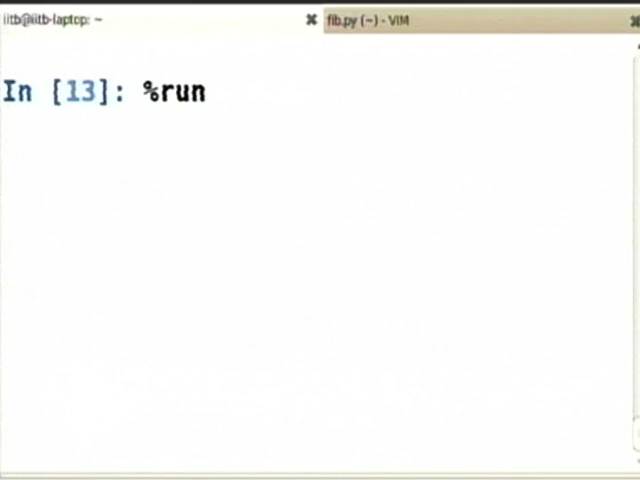 iitb@iitb-laptop: ~
fib.py (~) - VIM
In [13]: %run